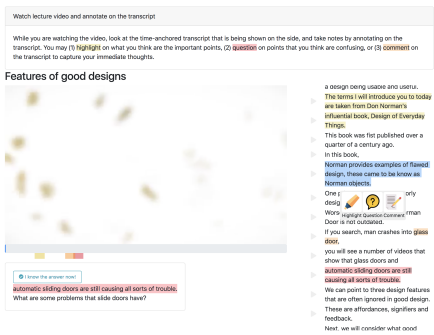 Watch lecture video and annotate on the transcript
While you are watching the video, look at the time-anchored transcript that is being shown on the side, and take notes by annotating on the
transcript. You may (1) highlight on what you think are the important points, (2) question on points that you think are confusing, or (3) comment on
the transcript to capture your immediate thoughts.
Features of good designs
I know the answer now!
automatic sliding doors are still causing all sorts of trouble.
What are some problems that slide doors have?
a design being usable and useful.
The terms I will introduce you to today
are taken from Don Norman's
influential book, Design of Everyday
Things.
This book was fist published over a
quarter of a century ago.
In this book,
Norman provides examples of flawed
design, these came to be know as
Norman objects.
One orly
desig
Wors rman
Highlight Question Comment
Door is not outdated.
If you search, man crashes into glass
door,
you will see a number of videos that
show that glass doors and
automatic sliding doors are still
causing all sorts of trouble.
We can point to three design features
that are often ignored in good design.
These are affordances, signifiers and
feedback.
Next, we will consider what good